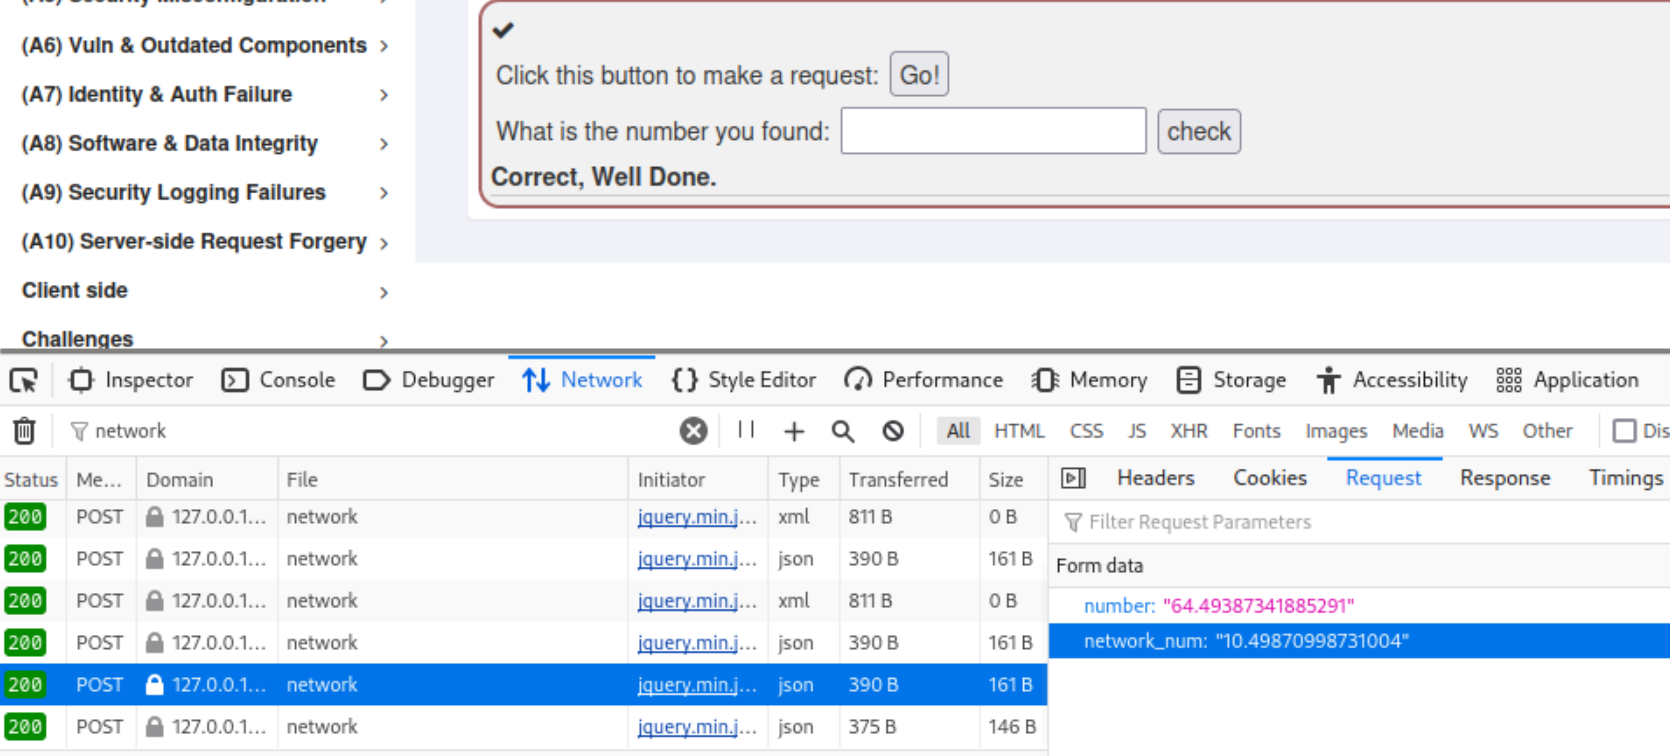 (A6) Vuln & Outdated Components
(A7) Identity & Auth Failure
(A8) Software & Data Integrity
(A9) Security Logging Failures
(A10) Server-side Request Forgery
Client side
Challenges
Click this button to make a request: Go!
What is the number you found: check
Correct, Well Done.
Inspector Console Debugger Network Style Editor Performance Memory Storage Accessibility Application
network All HTML CSS JS XHR Fonts Images Media WS Other Dis
Status Me... Domain File Initiator Type Transferred Size
200 POST 127.0.0.1... network jquery.min.j... xml 811 B 0 B
200 POST 127.0.0.1... network jquery.min.j... json 390 B 161 B
200 POST 127.0.0.1... network jquery.min.j... xml 811 B 0 B
200 POST 127.0.0.1... network jquery.min.j... json 390 B 161 B
200 POST 127.0.0.1... network jquery.min.j... json 390 B 161 B
200 POST 127.0.0.1... network jquery.min.j... json 375 B 146 B
Headers Cookies Request Response Timings
Filter Request Parameters
Form data
number: "64.49387341885291"
network_num: "10.49870998731004"